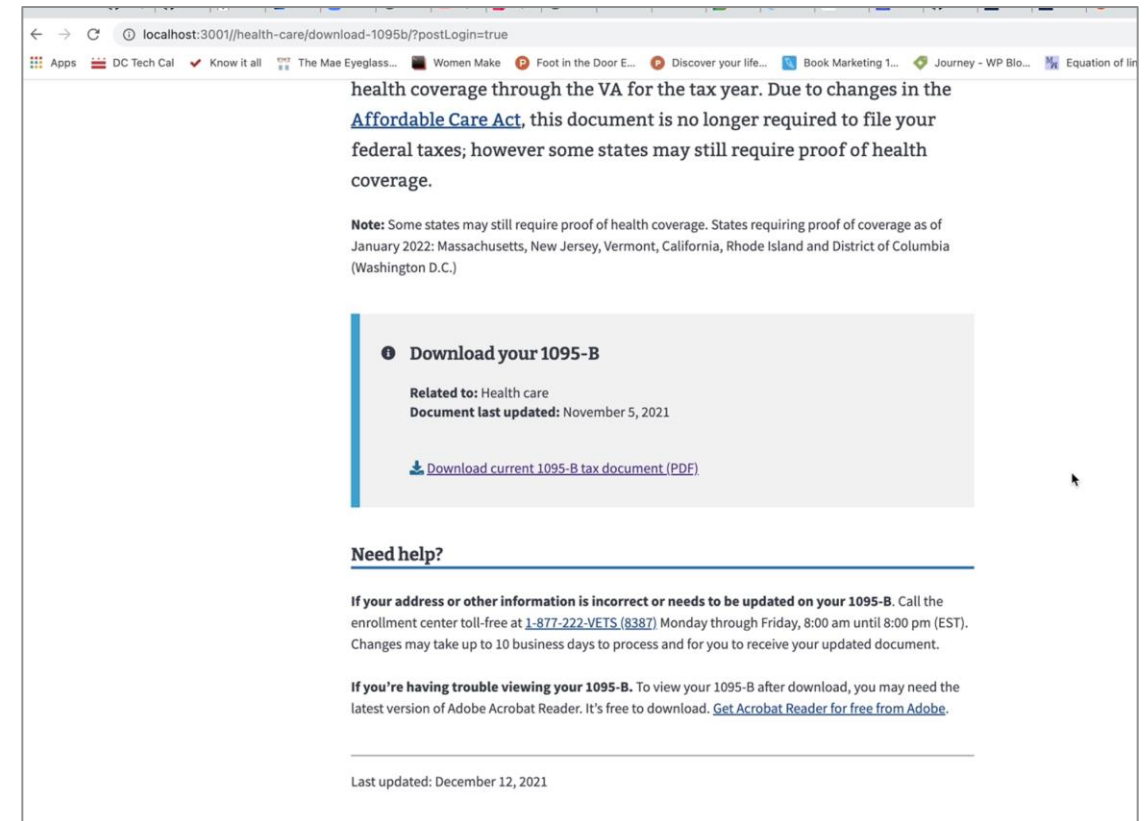 localhost:3001//health-care/download-1095b/?postLogin=true
Apps DC Tech Cal Know it all The Mae Eyeglass... Women Make Foot in the Door E... Discover your life... Book Marketing 1... Journey - WP Blo... Equation of lin
health coverage through the VA for the tax year. Due to changes in the
Affordable Care Act, this document is no longer required to file your
federal taxes; however some states may still require proof of health
coverage.
Note: Some states may still require proof of health coverage. States requiring proof of coverage as of
January 2022: Massachusetts, New Jersey, Vermont, California, Rhode Island and District of Columbia
(Washington D.C.)
Download your 1095-B
Related to: Health care
Document last updated: November 5, 2021
Download current 1095-B tax document (PDF)
Need help?
If your address or other information is incorrect or needs to be updated on your 1095-B. Call the
enrollment center toll-free at 1-877-222-VETS (8387) Monday through Friday, 8:00 am until 8:00 pm (EST).
Changes may take up to 10 business days to process and for you to receive your updated document.
If you're having trouble viewing your 1095-B. To view your 1095-B after download, you may need the
latest version of Adobe Acrobat Reader. It's free to download. Get Acrobat Reader for free from Adobe.
Last updated: December 12, 2021